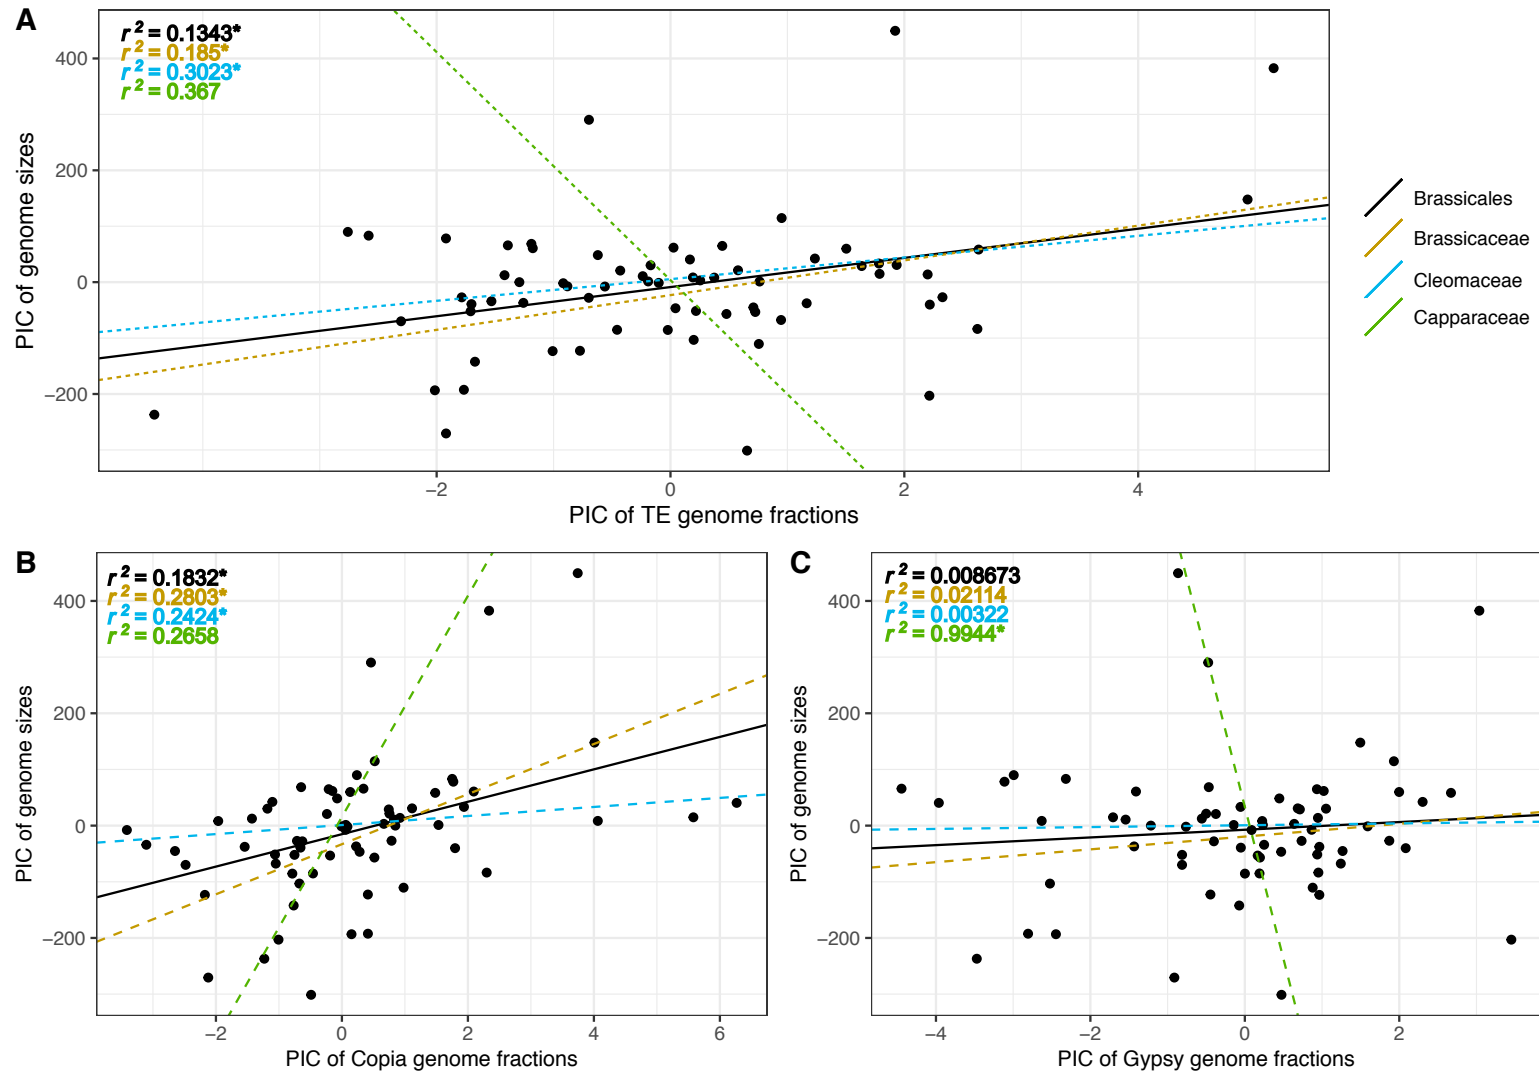 A
r² = 0.1343*
r² = 0.185*
r² = 0.3023*
r² = 0.367
400
200
0
−200
PIC of genome sizes
−2 0 2 4
PIC of TE genome fractions
Brassicales
Brassicaceae
Cleomaceae
Capparaceae
B
r² = 0.1832*
r² = 0.2803*
r² = 0.2424*
r² = 0.2658
400
200
0
−200
PIC of genome sizes
−2 0 2 4 6
PIC of Copia genome fractions
C
r² = 0.008673
r² = 0.02114
r² = 0.00322
r² = 0.9944*
400
200
0
−200
PIC of genome sizes
−4 −2 0 2
PIC of Gypsy genome fractions